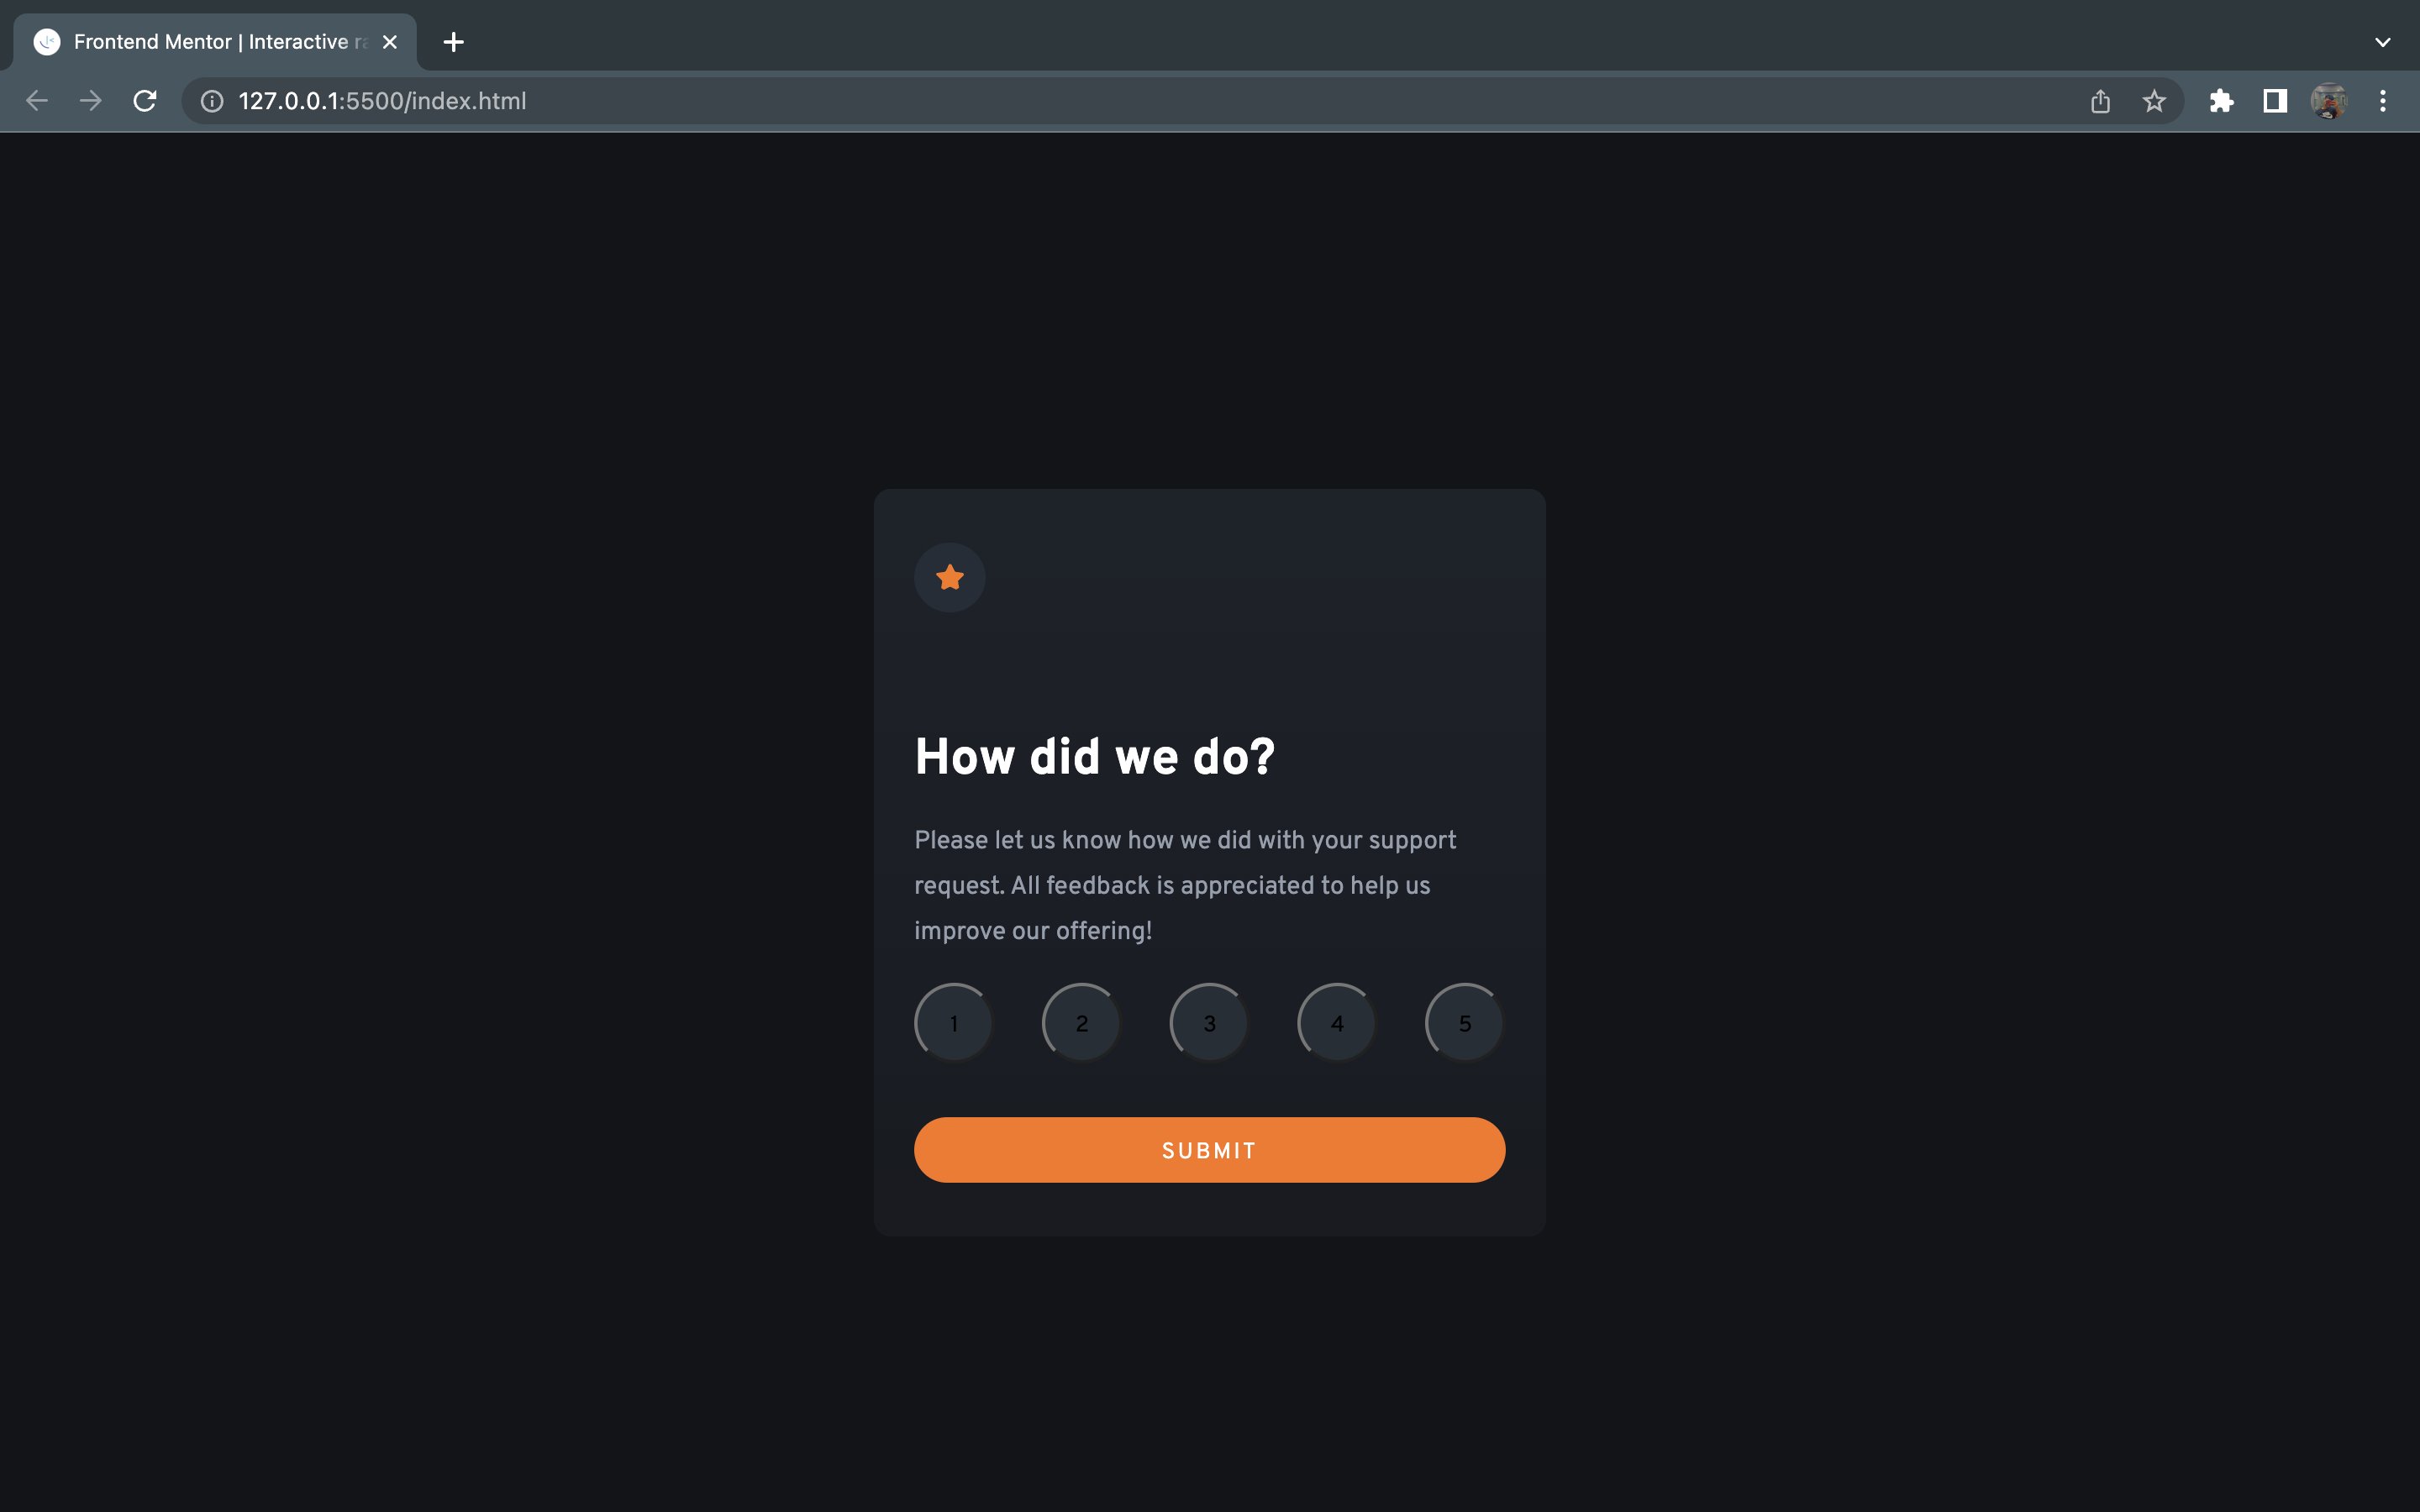 Frontend Mentor | Interactive
127.0.0.1:5500/index.html
How did we do?
Please let us know how we did with your support
request. All feedback is appreciated to help us
improve our offering!
1 2 3 4 5
SUBMIT